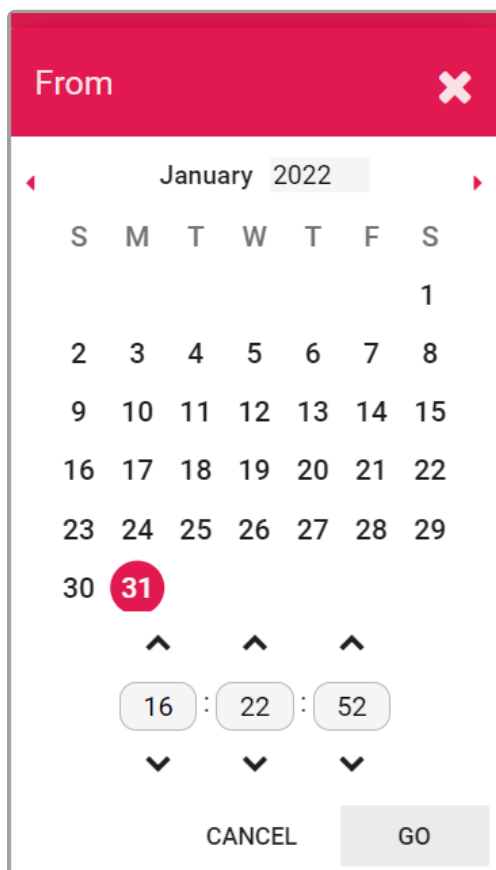 From
January 2022
S M T W T F S
1
2 3 4 5 6 7 8
9 10 11 12 13 14 15
16 17 18 19 20 21 22
23 24 25 26 27 28 29
30 31
16 : 22 : 52
CANCEL GO